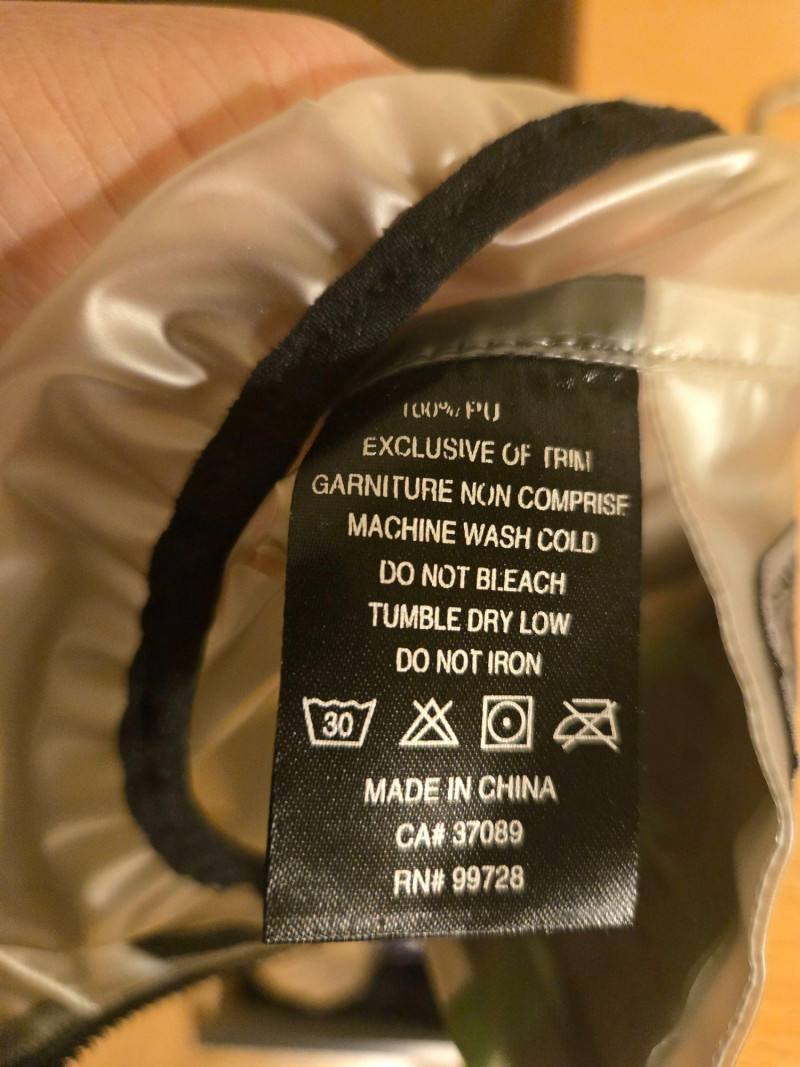 100% PU
EXCLUSIVE OF TRIM
GARNITURE NON COMPRISE
MACHINE WASH COLD
DO NOT BLEACH
TUMBLE DRY LOW
DO NOT IRON
30
MADE IN CHINA
CA# 37089
RN# 99728